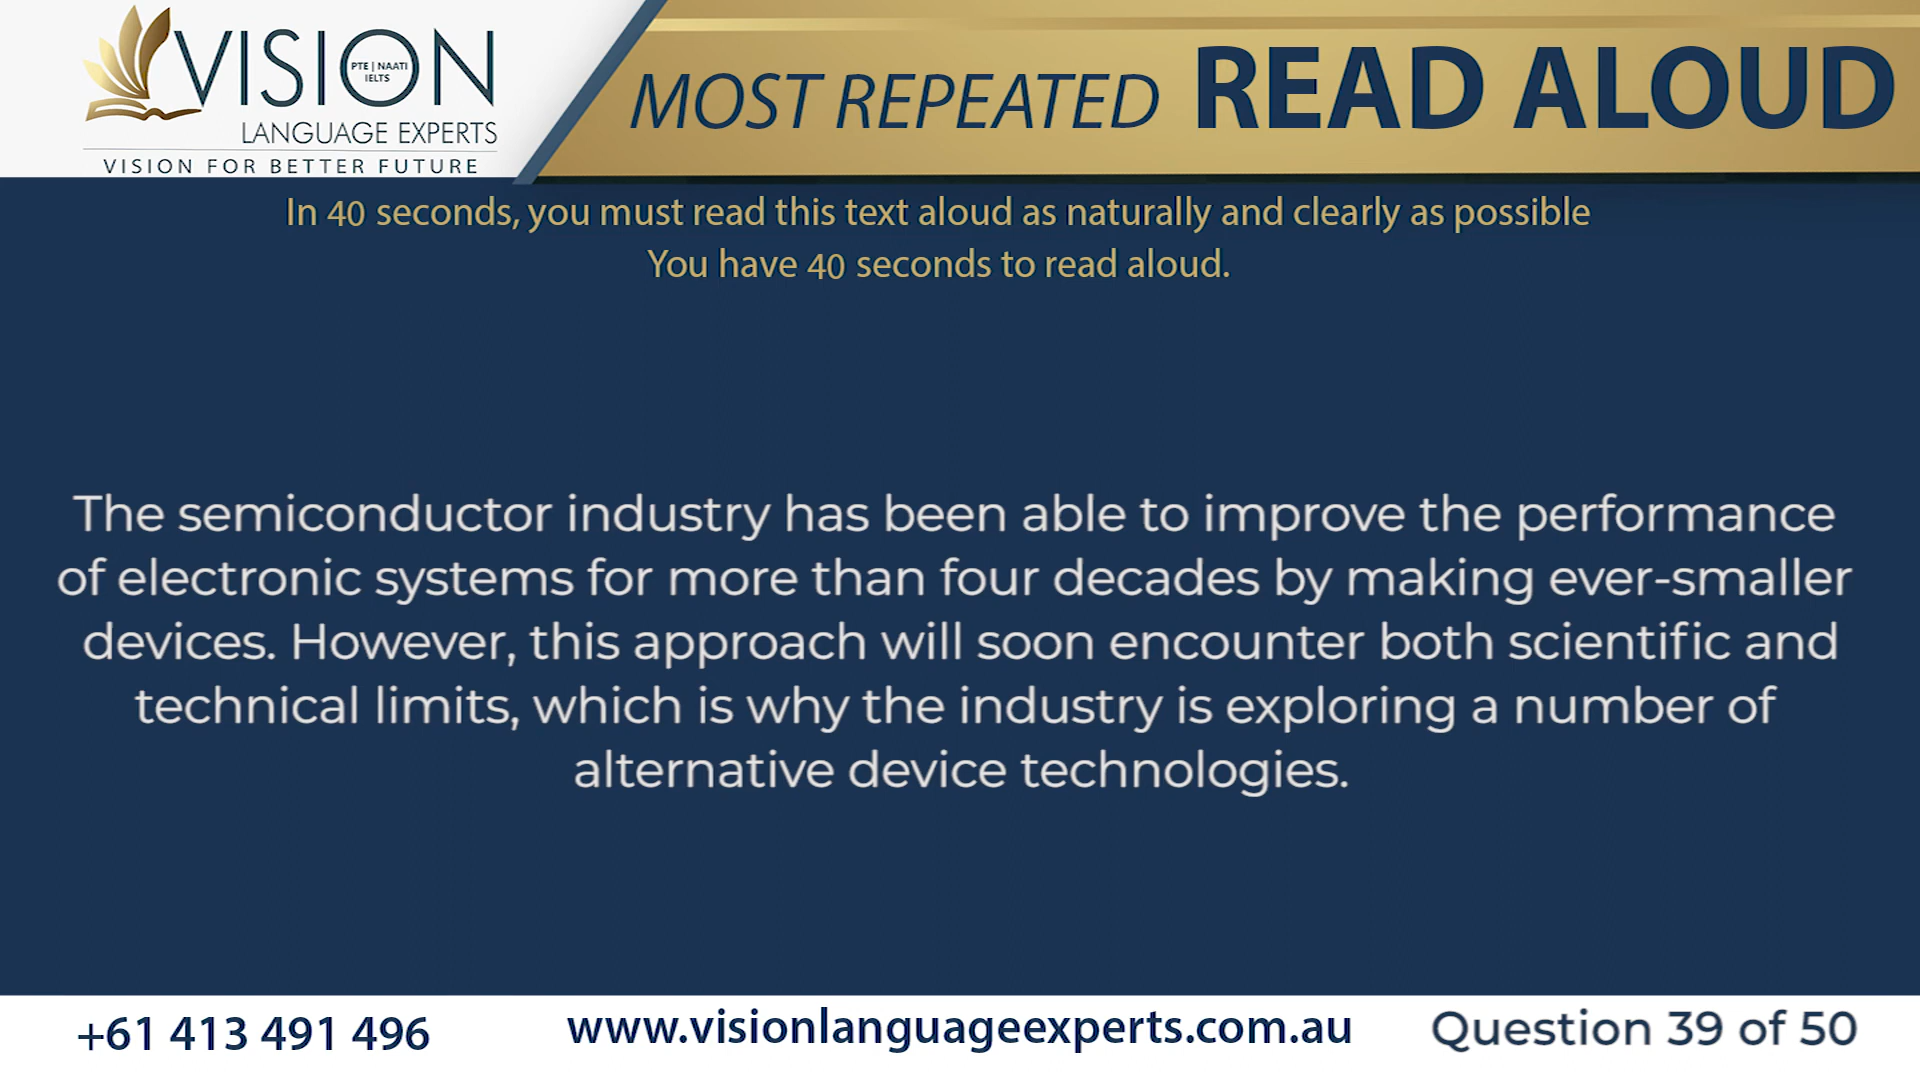 VISION
PTE | NAATI
IELTS
LANGUAGE EXPERTS
VISION FOR BETTER FUTURE
MOST REPEATED READ ALOUD
In 40 seconds, you must read this text aloud as naturally and clearly as possible
You have 40 seconds to read aloud.
The semiconductor industry has been able to improve the performance
of electronic systems for more than four decades by making ever-smaller
devices. However, this approach will soon encounter both scientific and
technical limits, which is why the industry is exploring a number of
alternative device technologies.
+61 413 491 496
www.visionlanguageexperts.com.au
Question 39 of 50